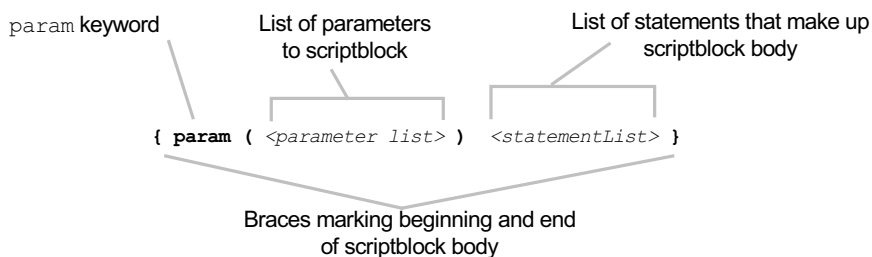 param keyword
List of parameters
to scriptblock
List of statements that make up
scriptblock body
{ param ( <parameter list> ) <statementList> }
Braces marking beginning and end
of scriptblock body